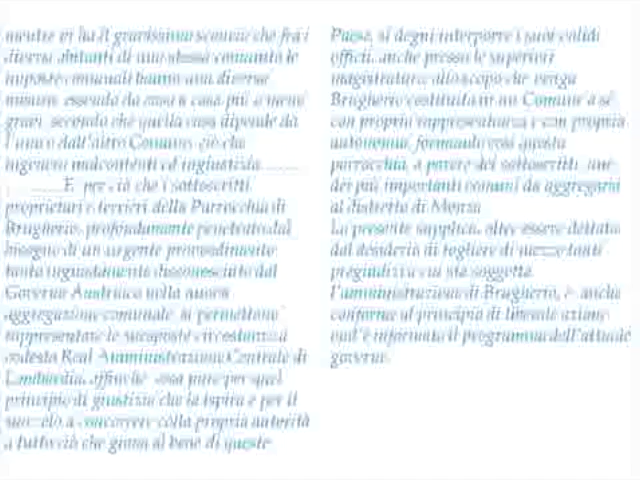 mentre vi ha il gravissimo sconcio che fra i
diversi abitanti di uno stesso comunità le
imposte comunali hanno una diversa
misura essendo da casa a casa più o meno
gravi secondo che quella casa dipende da
l'uno o dall'altro Comune ciò che
ingenera malcontenti ed ingiustizia
E per ciò che i sottoscritti
proprietari e terrieri della Parrocchia di
Brugherio, profondamente penetrato dal
bisogno di un urgente provvedimento
tanto ingiustamente disconosciuto dal
Governo Austriaco nella nuova
aggregazione comunale si permettono
rappresentare le suesposte circostanze a
codesta Real Amministrazione Centrale di
Lombardia, affinché essa pure per quel
principio di giustizia che la ispira e per il
suo zelo a concorrere colla propria autorità
a tutto ciò che giova al bene di queste
Paese, si degni interporre i suoi validi
officii anche presso le superiori
magistrature allo scopo che venga
Brugherio costituita in un Comune a sé
con propria rappresentanza e con propria
autonomia, formando così questa
parrocchia, a parere dei sottoscritti, uno
dei più importanti comuni da aggregarsi
al distretto di Monza
La presente supplica, oltre essere dettata
dal desiderio di togliere di mezzo tanti
pregiudizi a cui sta soggetta
l'amministrazione di Brugherio, è anche
conforme al principio di liberale azione
qual'è informato il programma dell'attuale
governo.